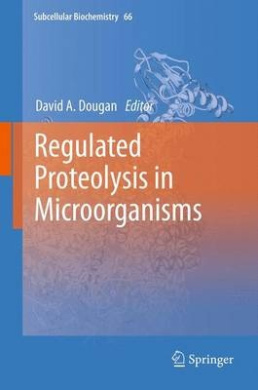 Subcellular Biochemistry 66
David A. Dougan Editor
Regulated
Proteolysis in
Microorganisms
Springer